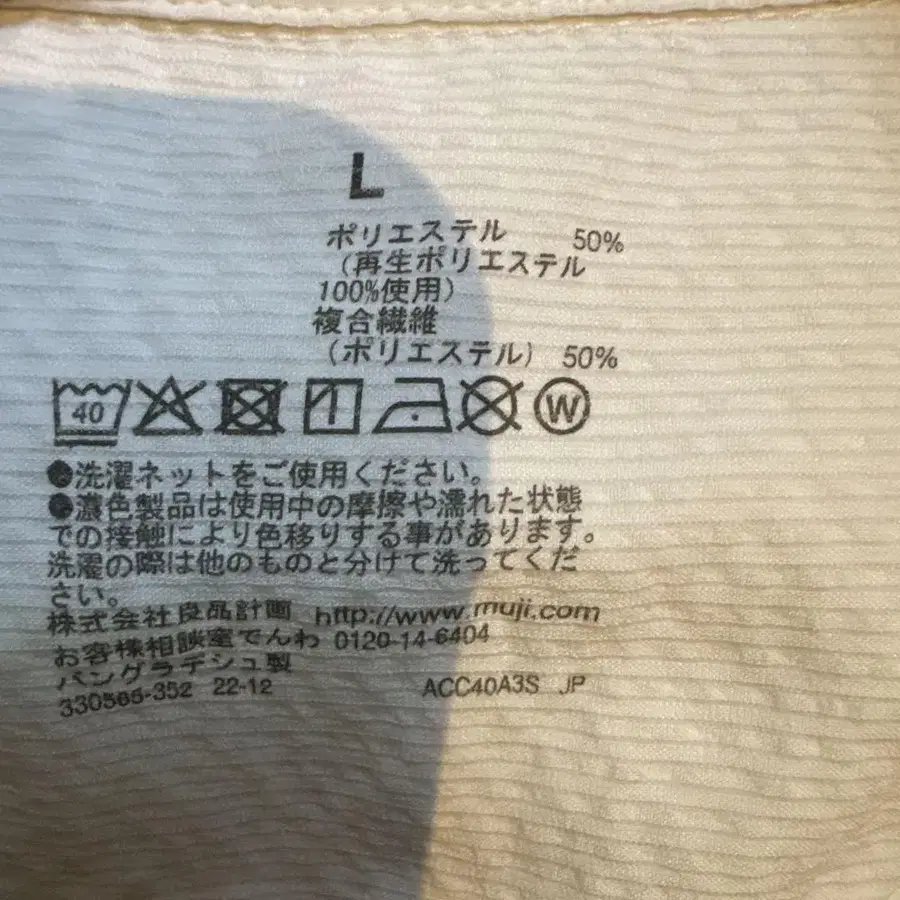 L
ポリエステル 50%
(再生ポリエステル
100%使用)
複合繊維
(ポリエステル) 50%
40 W
●洗濯ネットをご使用ください。
●濃色製品は使用中の摩擦や濡れた状態
での接触により色移りする事があります。
洗濯の際は他のものと分けて洗ってくだ
さい。
株式会社良品計画 http://www.muji.com
お客様相談室でんわ 0120-14-6404
バングラデシュ製
330565-352 22-12 ACC40A3S JP